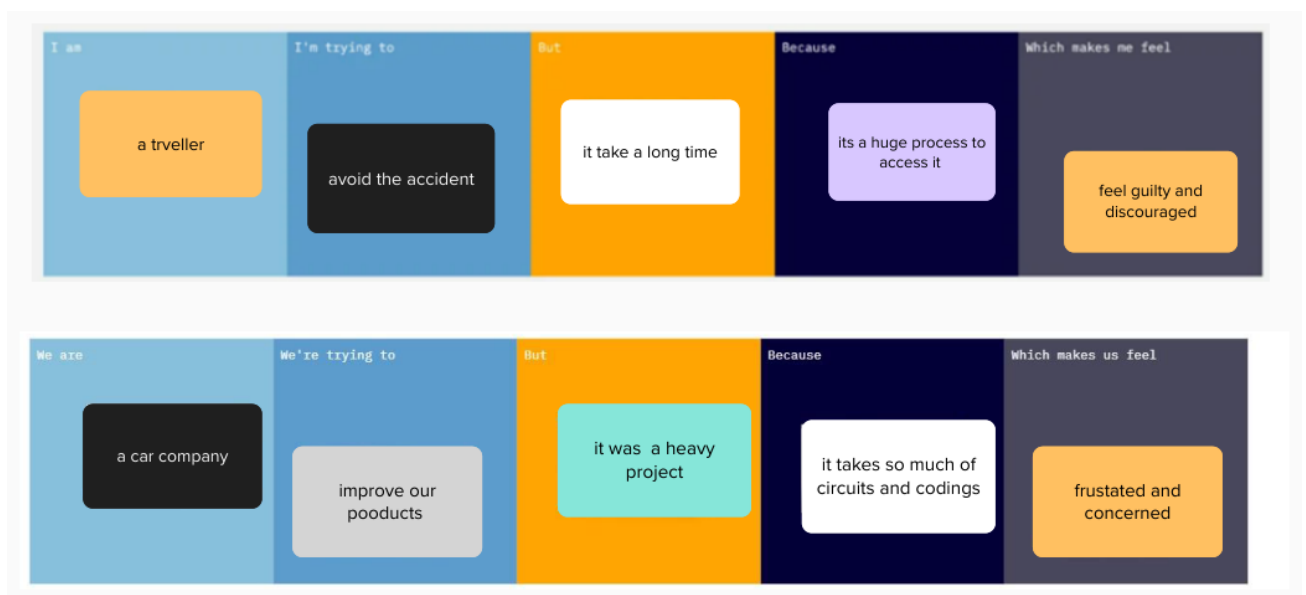 I am
I'm trying to
But
Because
Which makes me feel
a trveller
avoid the accident
it take a long time
its a huge process to
access it
feel guilty and
discouraged
We are
We're trying to
But
Because
Which makes us feel
a car company
improve our
pooducts
it was a heavy
project
it takes so much of
circuits and codings
frustated and
concerned